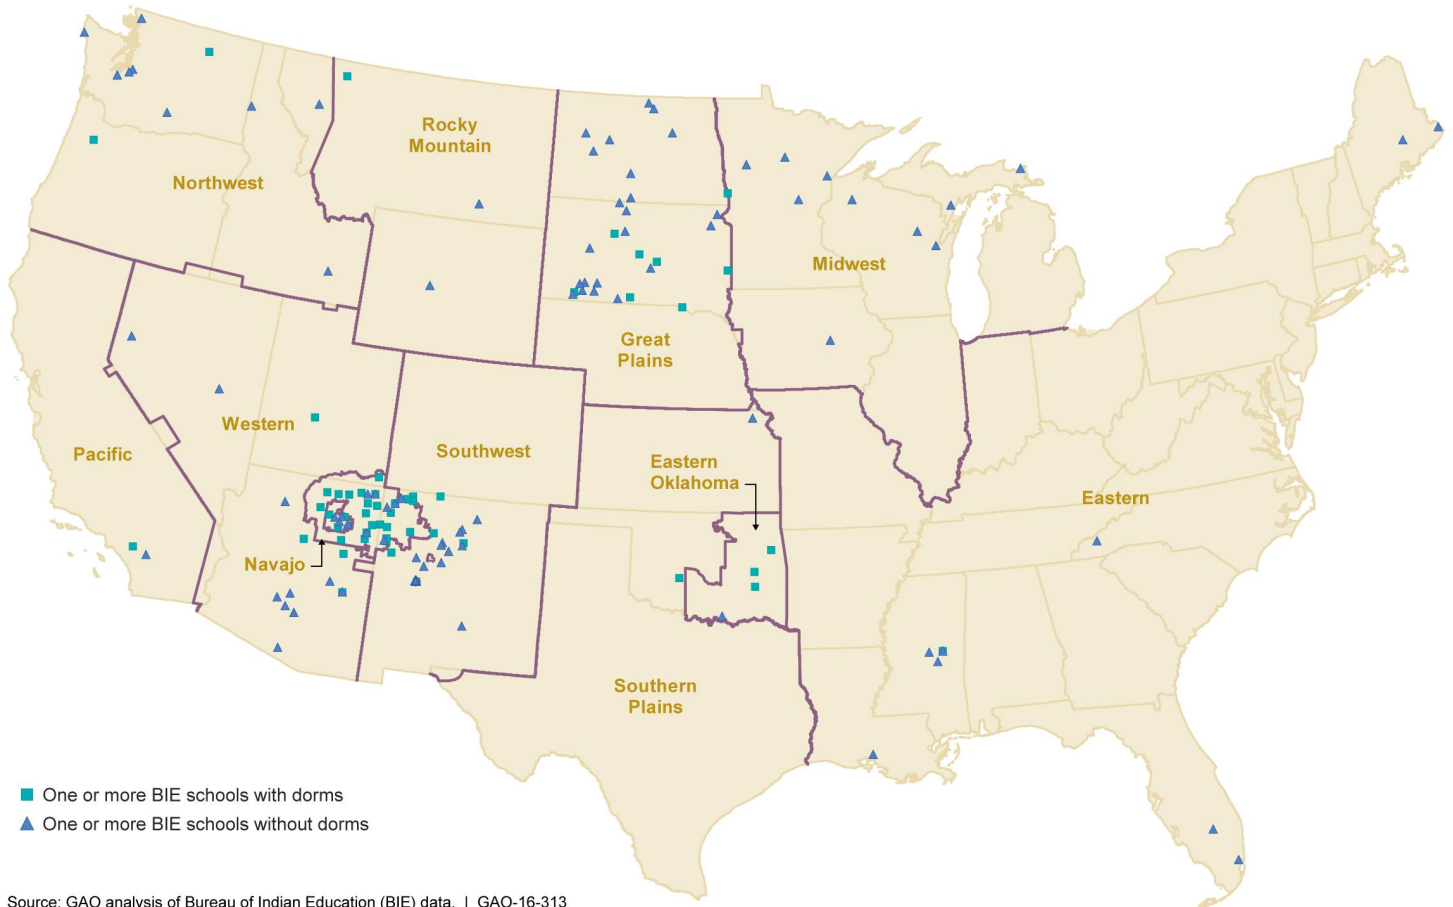 Rocky
Mountain
Northwest
Midwest
Great
Plains
Western
Pacific
Southwest
Eastern
Oklahoma
Eastern
Navajo
Southern
Plains
One or more BIE schools with dorms
One or more BIE schools without dorms
Source: GAO analysis of Bureau of Indian Education (BIE) data. | GAO-16-313